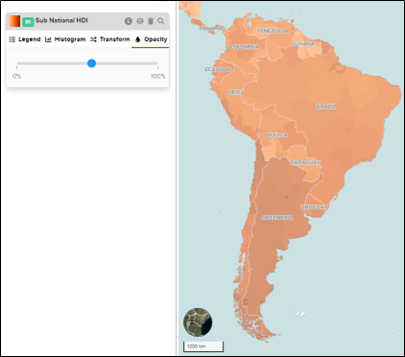 Sub National HDI
Legend Histogram Transform Opacity
0% 100%
PANAMA
VENEZUELA
GUYANA
COLOMBIA
ECUADOR
PERU
BRAZIL
BOLIVIA
PARAGUAY
URUGUAY
ARGENTINA
1000 km